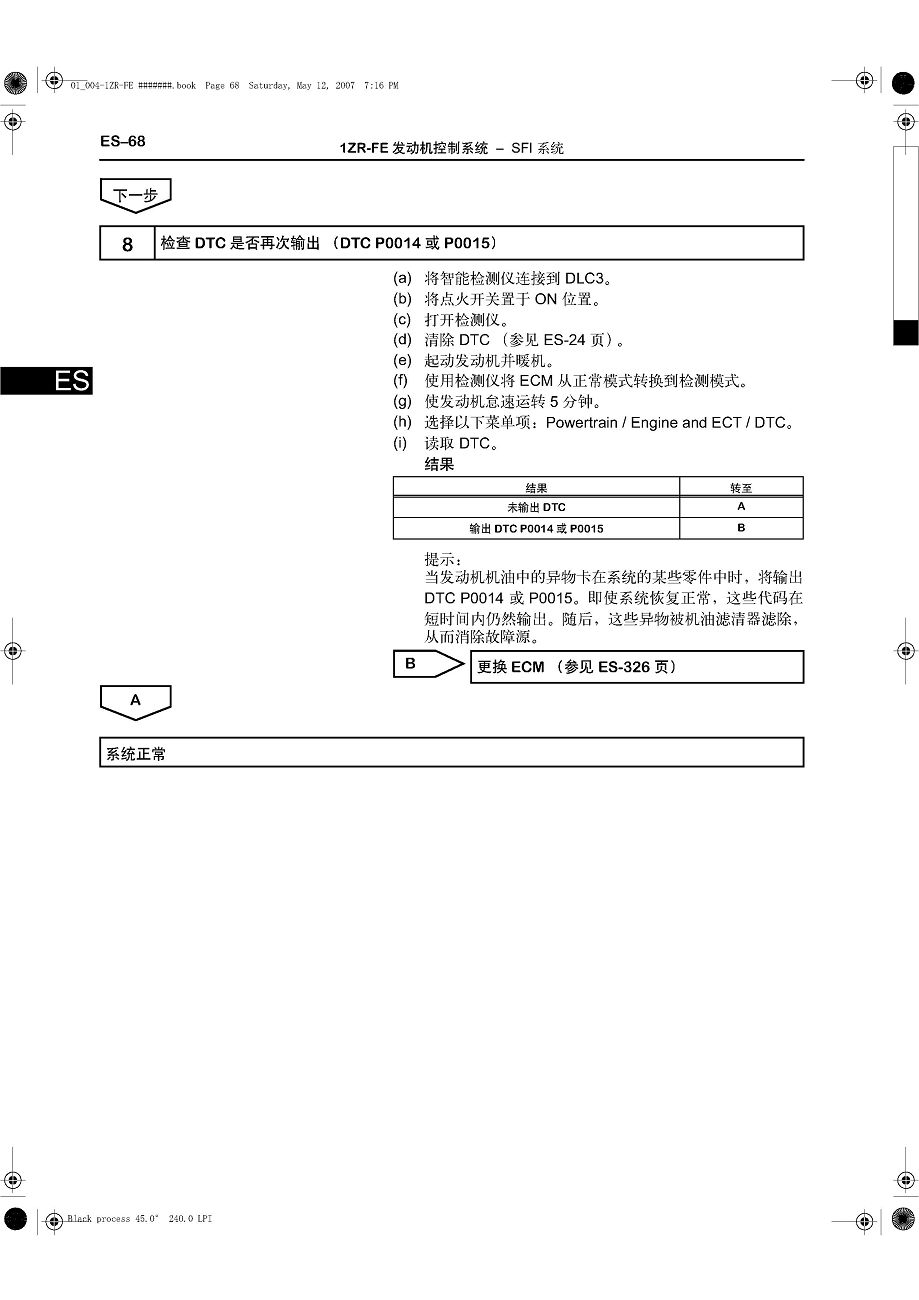 01_004-1ZR-FE #######.book  Page 68  Saturday, May 12, 2007  7:16 PM
ES–68
1ZR-FE 发动机控制系统 – SFI 系统
下一步
8 检查 DTC 是否再次输出 （DTC P0014 或 P0015）
(a) 将智能检测仪连接到 DLC3。
(b) 将点火开关置于 ON 位置。
(c) 打开检测仪。
(d) 清除 DTC （参见 ES-24 页）。
(e) 起动发动机并暖机。
ES
(f) 使用检测仪将 ECM 从正常模式转换到检测模式。
(g) 使发动机怠速运转 5 分钟。
(h) 选择以下菜单项：Powertrain / Engine and ECT / DTC。
(i) 读取 DTC。
结果
结果 转至
未输出 DTC A
输出 DTC P0014 或 P0015 B
提示：
当发动机机油中的异物卡在系统的某些零件中时，将输出
DTC P0014 或 P0015。即使系统恢复正常，这些代码在
短时间内仍然输出。随后，这些异物被机油滤清器滤除，
从而消除故障源。
B 更换 ECM （参见 ES-326 页）
A
系统正常
Black process 45.0° 240.0 LPI